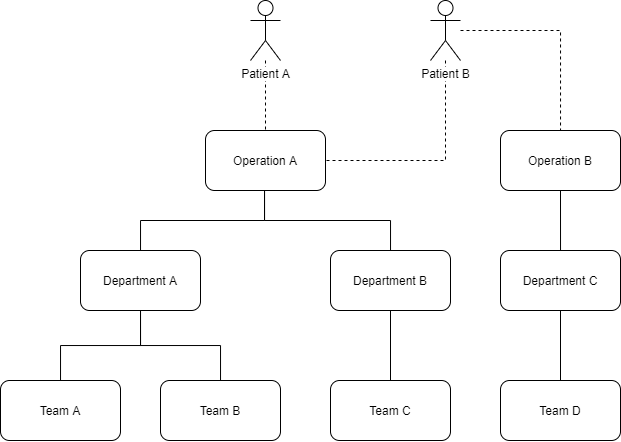 Patient A
Patient B
Operation A
Operation B
Department A
Department B
Department C
Team A
Team B
Team C
Team D